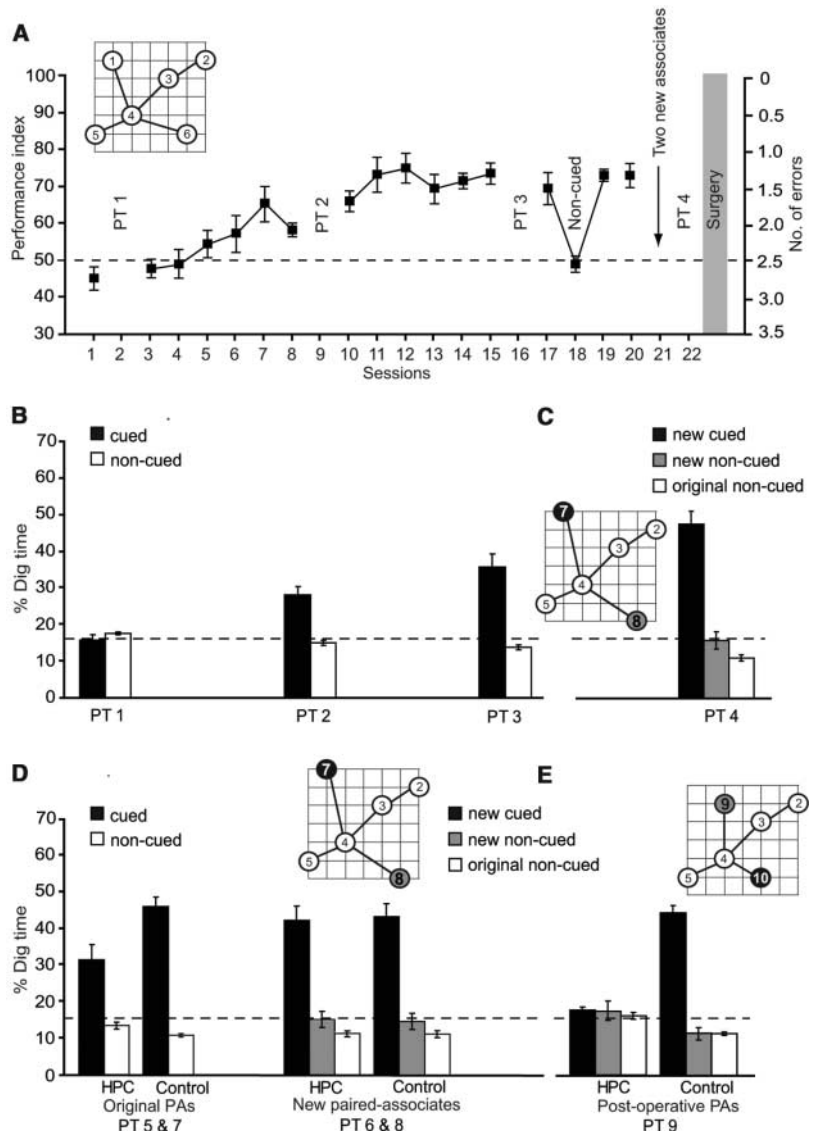 A
1
2
3
4
5
6
100
90
80
70
60
50
40
30
Performance index
PT 1
PT 2
PT 3
Non-cued
Two new associates
PT 4
Surgery
0
0.5
1.0
1.5
2.0
2.5
3.0
3.5
No. of errors
1 2 3 4 5 6 7 8 9 10 11 12 13 14 15 16 17 18 19 20 21 22
Sessions
B
cued
non-cued
70
60
50
40
30
20
10
0
% Dig time
PT 1 PT 2 PT 3
C
new cued
new non-cued
original non-cued
7
2
3
4
5
8
PT 4
D
cued
non-cued
70
60
50
40
30
20
10
0
% Dig time
7
2
3
4
5
8
new cued
new non-cued
original non-cued
HPC Control
Original PAs
PT 5 & 7
HPC Control
New paired-associates
PT 6 & 8
E
9
2
3
4
5
10
HPC Control
Post-operative PAs
PT 9